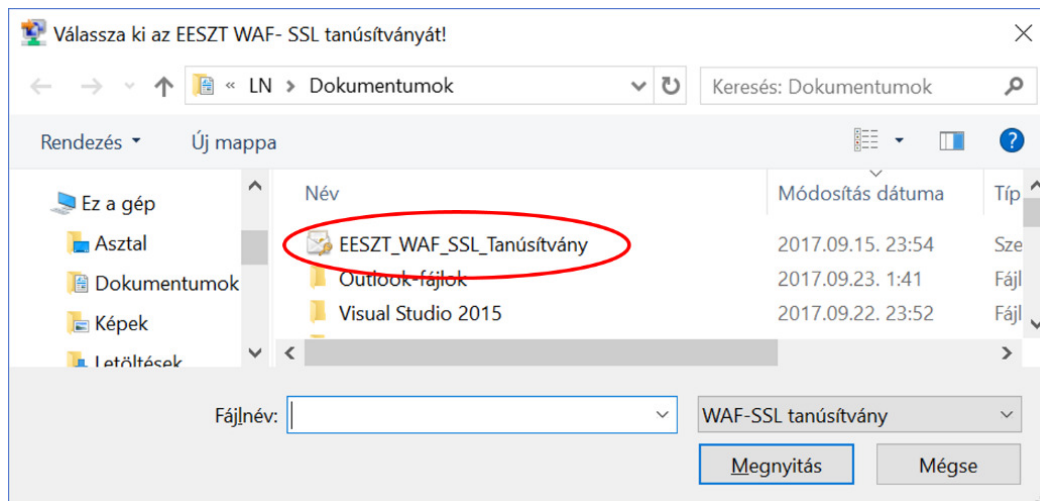 Válassza ki az EESZT WAF- SSL tanúsítványát!
« LN > Dokumentumok
Keresés: Dokumentumok
Rendezés
Új mappa
Ez a gép
Asztal
Dokumentumok
Képek
Letöltések
Név
Módosítás dátuma
Típ
EESZT_WAF_SSL_Tanúsítvány
2017.09.15. 23:54
Sze
Outlook-fájlok
2017.09.23. 1:41
Fájl
Visual Studio 2015
2017.09.22. 23:52
Fájl
Fájlnév:
WAF-SSL tanúsítvány
Megnyitás
Mégse